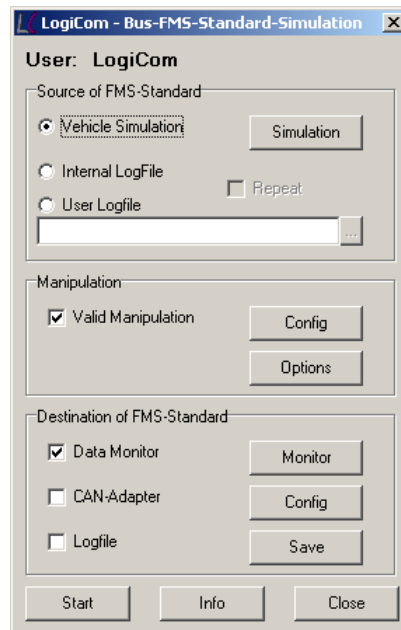 LogiCom - Bus-FMS-Standard-Simulation
User: LogiCom
Source of FMS-Standard
Vehicle Simulation
Simulation
Internal LogFile
Repeat
User Logfile
...
Manipulation
Valid Manipulation
Config
Options
Destination of FMS-Standard
Data Monitor
Monitor
CAN-Adapter
Config
Logfile
Save
Start Info Close